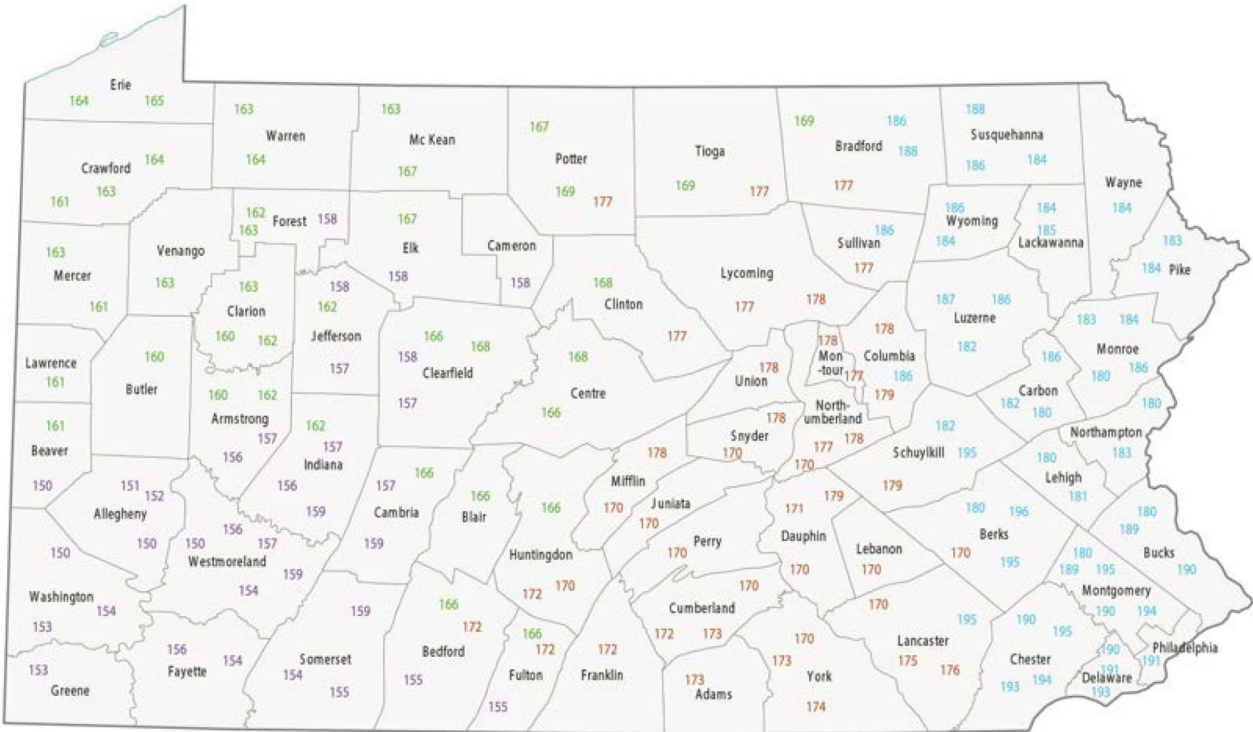 Erie
164 165
Crawford
164
161 163
Mercer
163
161
Lawrence
161
Beaver
161
150
Butler
160
Venango
163
Warren
163
164
Forest
162
163
158
Clarion
163
160 162
Armstrong
160 162
156 157
Allegheny
151 152
150
Washington
150
154
153
Greene
153
Fayette
156
154
Westmoreland
156
150 157
159
154
Indiana
162
157
156
159
Jefferson
158
162
157
Mc Kean
163
167
Elk
167
158
Cameron
158
Clearfield
166
168
158
157
Cambria
157 166
159
Somerset
159
154
155
Bedford
166
172
155
Blair
166
Potter
167
169 177
Clinton
168
177
Centre
168
166
Huntingdon
166
172 170
Fulton
166
172
155
Franklin
172
Tioga
169 177
Lycoming
177 178
Union
178
Snyder
178
170
Mifflin
178
170
Juniata
170
Perry
170
Cumberland
170
172 173
Adams
173
York
170
173
174
Bradford
169 186
188
177
Sullivan
186
177
Mon
-tour
178
177
Columbia
178
186
179
North-
umberland
177 178
170
Dauphin
179
171
170
Lebanon
170
Lancaster
170
195
175 176
Susquehanna
188
186 184
Wyoming
186
184
Lackawanna
184
185
Wayne
184
Pike
183
184
Luzerne
187 186
182
Monroe
183 184
180 186
Carbon
186
182 180
Northampton
180
183
Schuylkill
182
195
179
Lehigh
180
181
Berks
180 196
170
195
Bucks
180
189
190
Montgomery
180
189 195
190 194
Chester
190
195
193 194
Delaware
190
191
193
Philadelphia
191